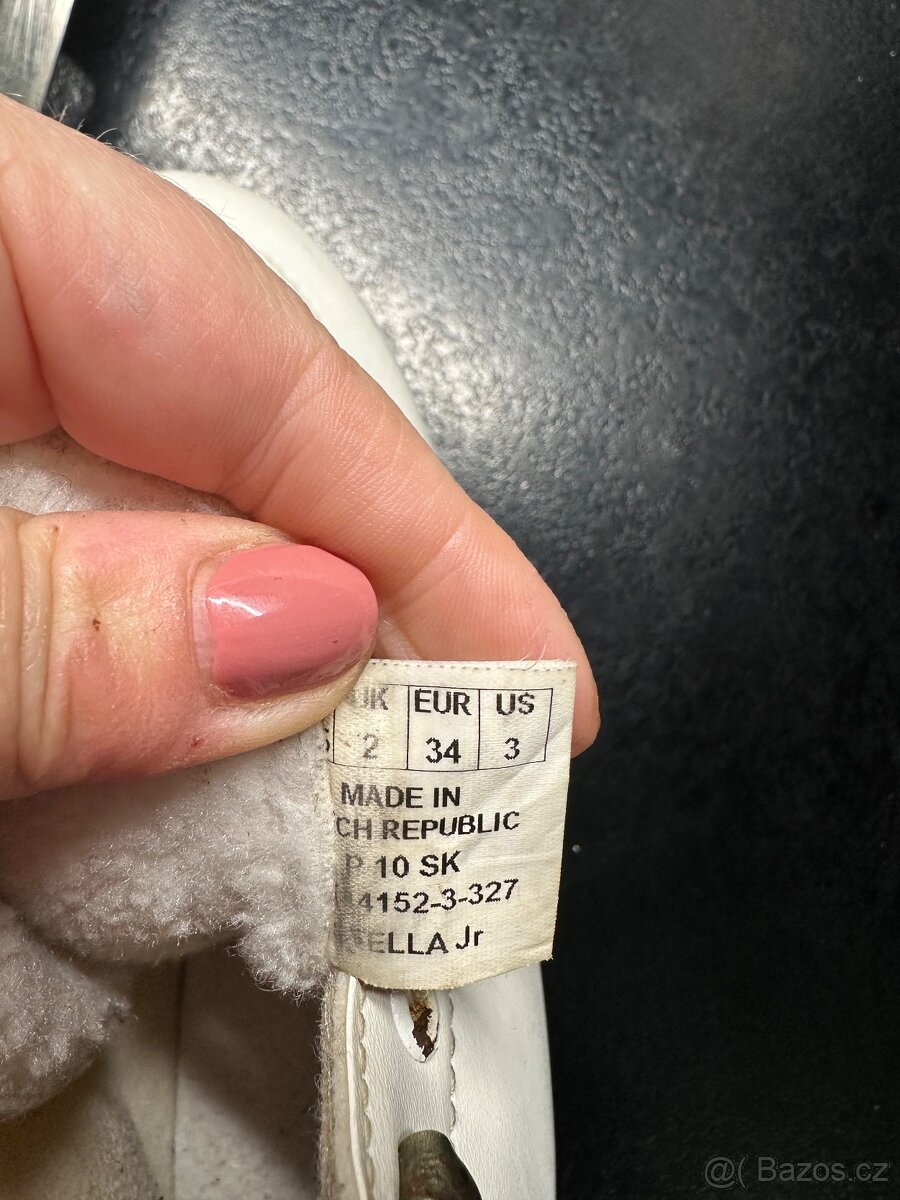 UK EUR US
2 34 3
MADE IN
CH REPUBLIC
P 10 SK
4152-3-327
ELLA Jr
@( Bazos.cz